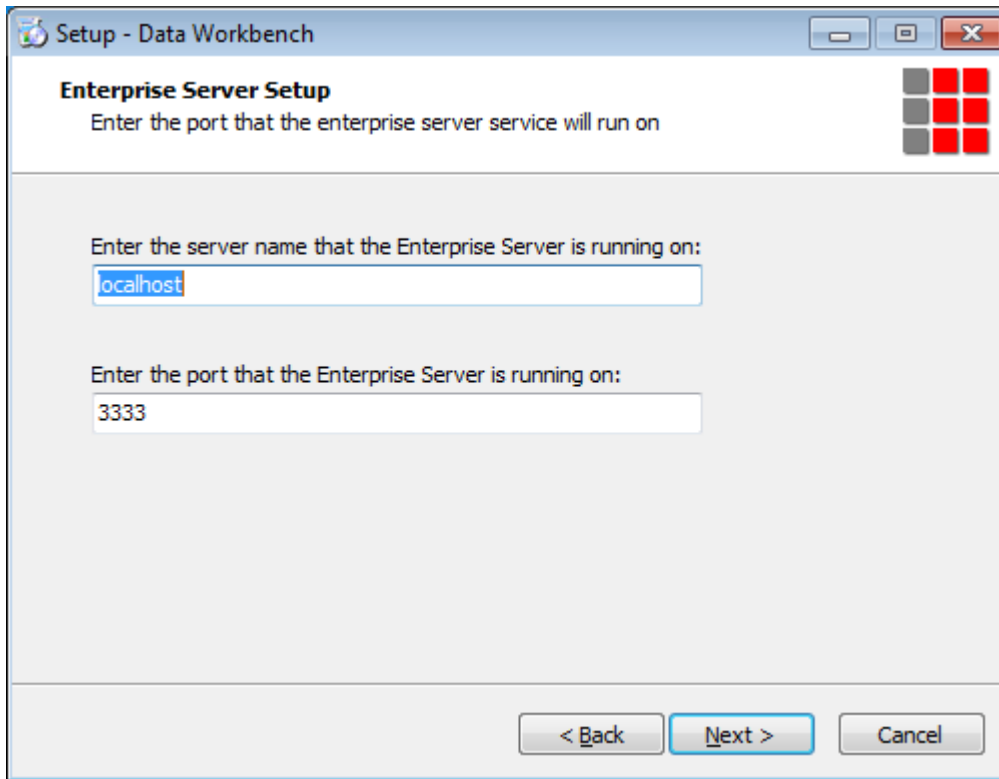 Setup - Data Workbench
Enterprise Server Setup
Enter the port that the enterprise server service will run on
Enter the server name that the Enterprise Server is running on:
localhost
Enter the port that the Enterprise Server is running on:
3333
< Back
Next >
Cancel